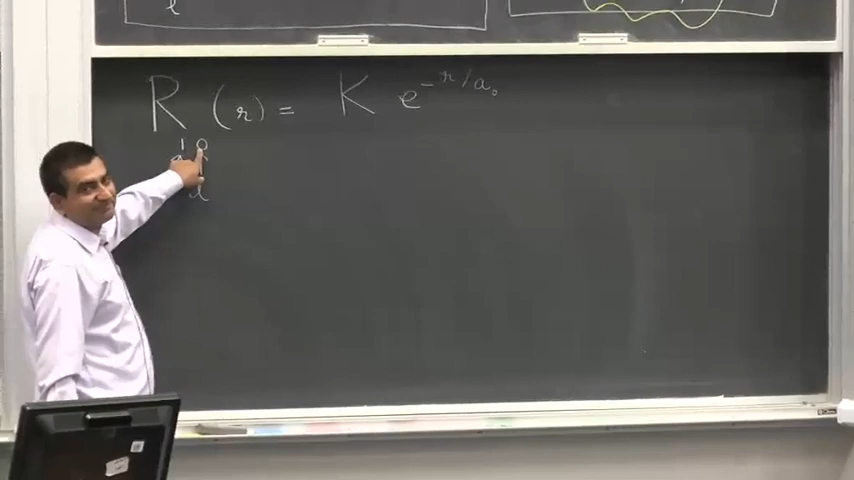 R (r) = K e^{-r/a₀}
1 0
l